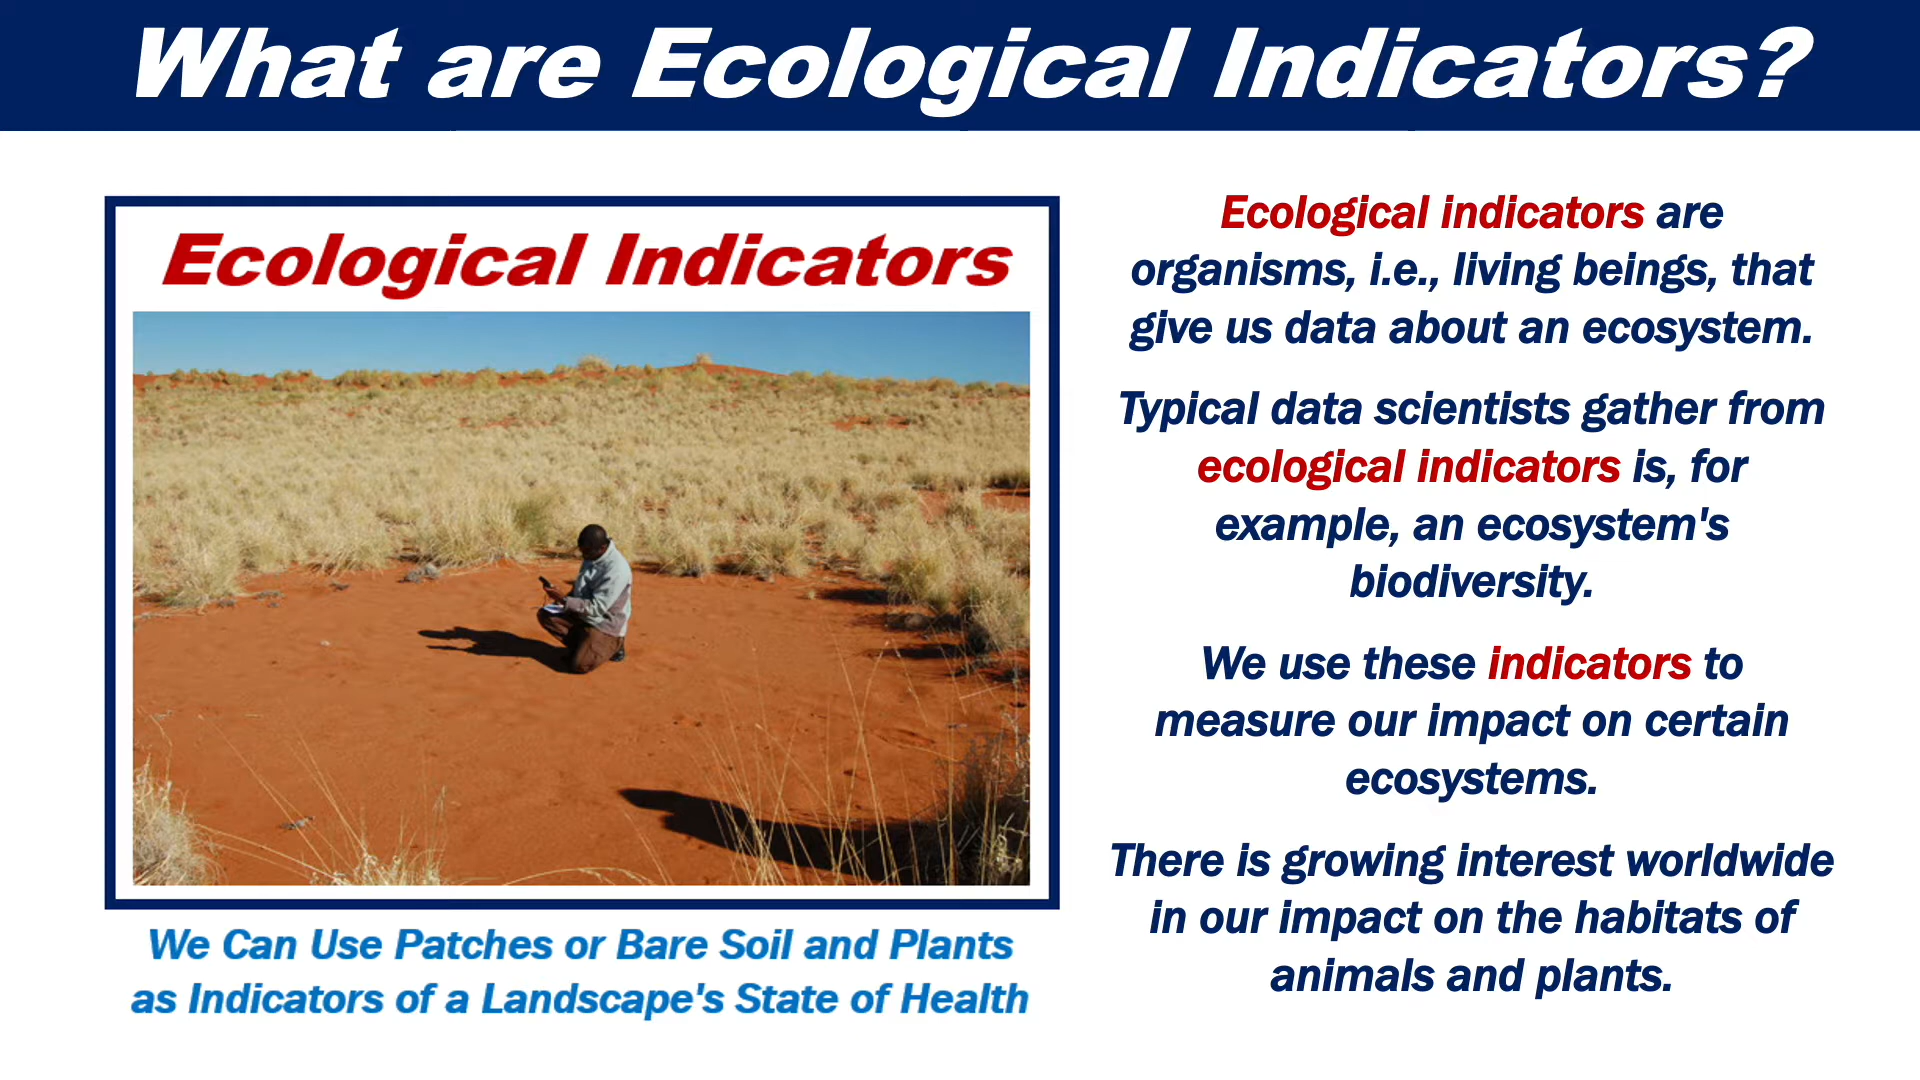 What are Ecological Indicators?
Ecological Indicators
We Can Use Patches or Bare Soil and Plants
as Indicators of a Landscape's State of Health
Ecological indicators are
organisms, i.e., living beings, that
give us data about an ecosystem.
Typical data scientists gather from
ecological indicators is, for
example, an ecosystem's
biodiversity.
We use these indicators to
measure our impact on certain
ecosystems.
There is growing interest worldwide
in our impact on the habitats of
animals and plants.